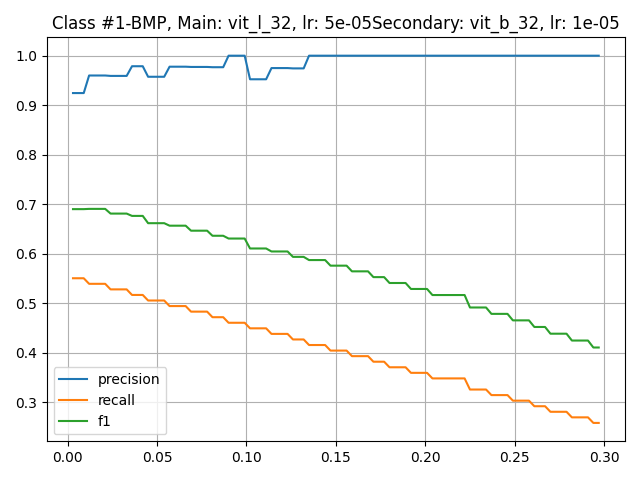 Class #1-BMP, Main: vit_l_32, lr: 5e-05Secondary: vit_b_32, lr: 1e-05
1.0
0.9
0.8
0.7
0.6
0.5
0.4
0.3
precision
recall
f1
0.00 0.05 0.10 0.15 0.20 0.25 0.30